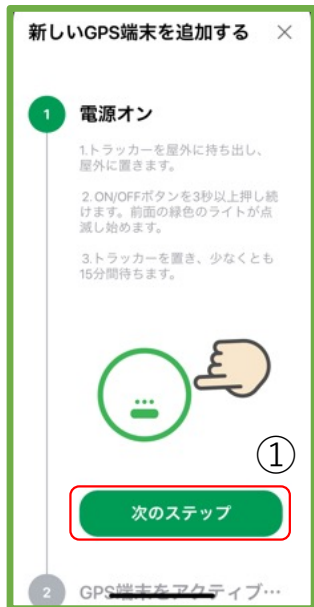 新しいGPS端末を追加する ×
1 電源オン
1.トラッカーを屋外に持ち出し、
屋外に置きます。
2. ON/OFFボタンを3秒以上押し続
けます。前面の緑色のライトが点
滅し始めます。
3.トラッカーを置き、少なくとも
15分間待ちます。
①
次のステップ
2 GPS端末をアクティブ…